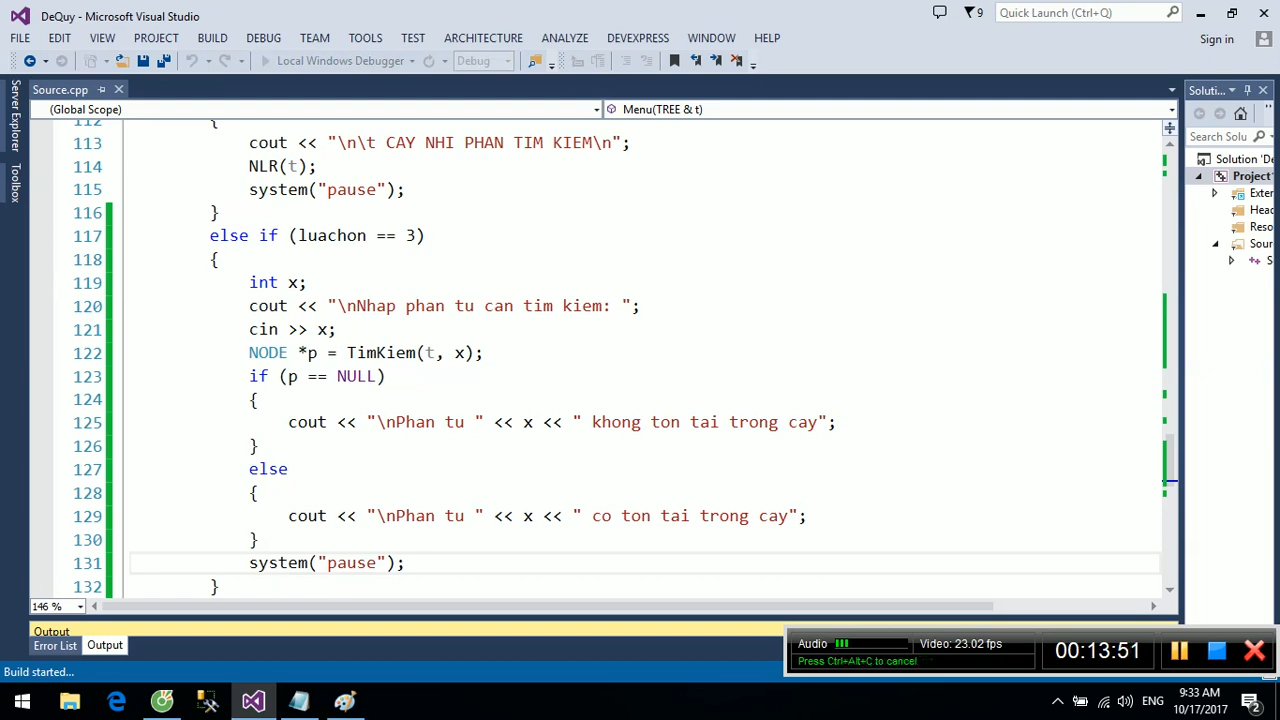 DeQuy - Microsoft Visual Studio
9
Quick Launch (Ctrl+Q)
FILE EDIT VIEW PROJECT BUILD DEBUG TEAM TOOLS TEST ARCHITECTURE ANALYZE DEVEXPRESS WINDOW HELP
Sign in
Local Windows Debugger Debug
Server Explorer
Toolbox
Source.cpp
(Global Scope)
Menu(TREE & t)
112 {
113 cout << "\n\t CAY NHI PHAN TIM KIEM\n";
114 NLR(t);
115 system("pause");
116 }
117 else if (luachon == 3)
118 {
119 int x;
120 cout << "\nNhap phan tu can tim kiem: ";
121 cin >> x;
122 NODE *p = TimKiem(t, x);
123 if (p == NULL)
124 {
125 cout << "\nPhan tu " << x << " khong ton tai trong cay";
126 }
127 else
128 {
129 cout << "\nPhan tu " << x << " co ton tai trong cay";
130 }
131 system("pause");
132 }
146 %
Soluti...
Search Solu
Solution 'De
Project
Exter
Head
Reso
Sour
S
Output
Error List Output
Build started...
Audio
Video: 23.02 fps
Press Ctrl+Alt+C to cancel
00:13:51
ENG
9:33 AM
10/17/2017
2